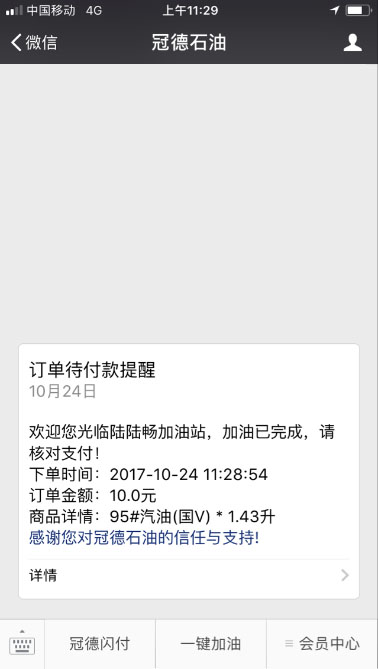 中国移动 4G 上午11:29
微信 冠德石油
订单待付款提醒
10月24日
欢迎您光临陆陆畅加油站，加油已完成，请
核对支付！
下单时间：2017-10-24 11:28:54
订单金额：10.0元
商品详情：95#汽油(国V) * 1.43升
感谢您对冠德石油的信任与支持!
详情
冠德闪付 一键加油 会员中心